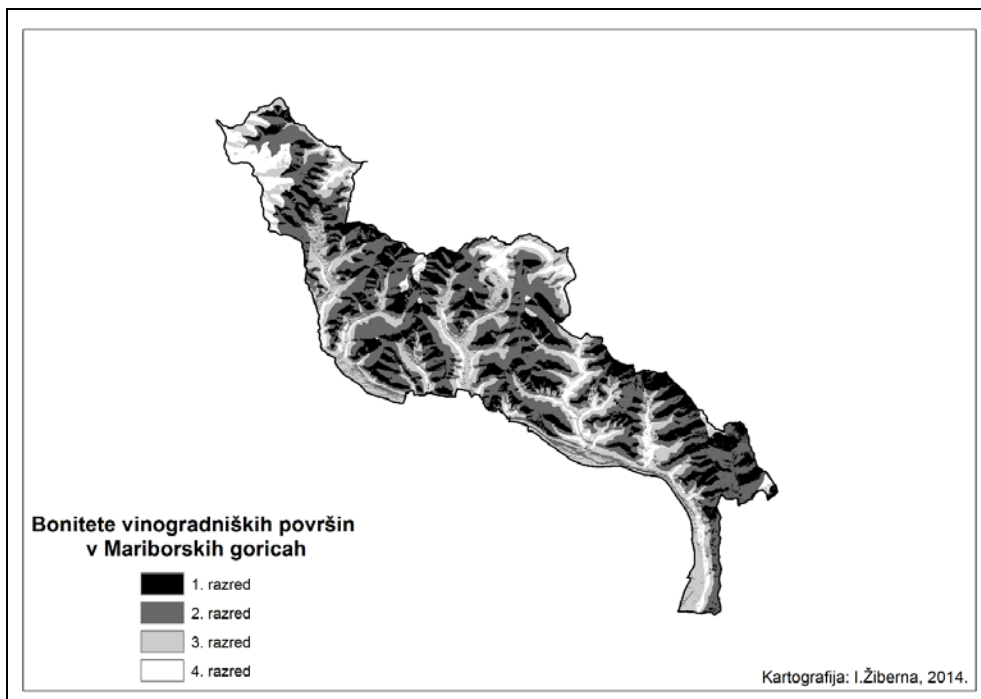 Bonitete vinogradniških površin
v Mariborskih goricah
1. razred
2. razred
3. razred
4. razred
Kartografija: I.Žiberna, 2014.